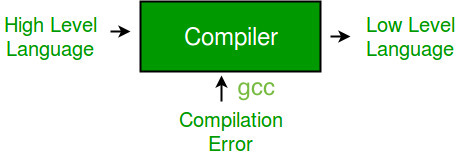 High Level
Language
Compiler
Low Level
Language
gcc
Compilation
Error